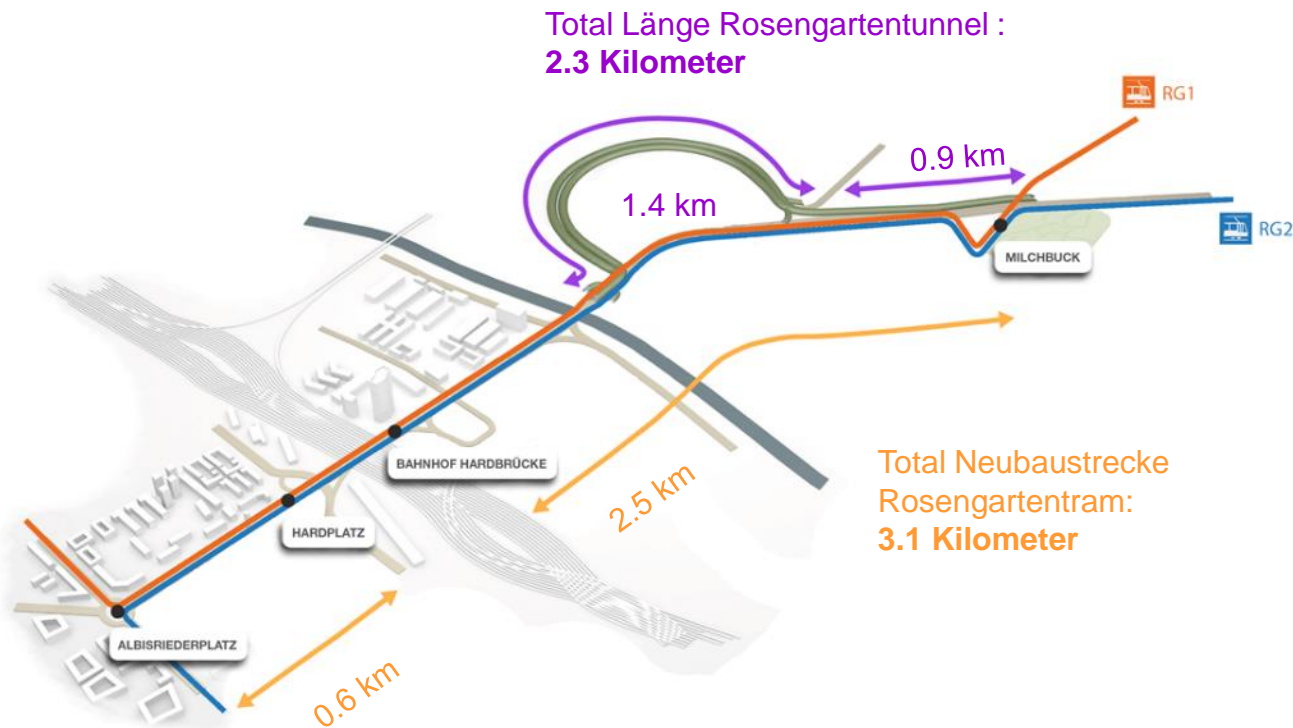 Total Länge Rosengartentunnel :
2.3 Kilometer
RG1
0.9 km
1.4 km
RG2
MILCHBUCK
BAHNHOF HARDBRÜCKE
2.5 km
Total Neubaustrecke
Rosengartentram:
3.1 Kilometer
HARDPLATZ
ALBISRIEDERPLATZ
0.6 km